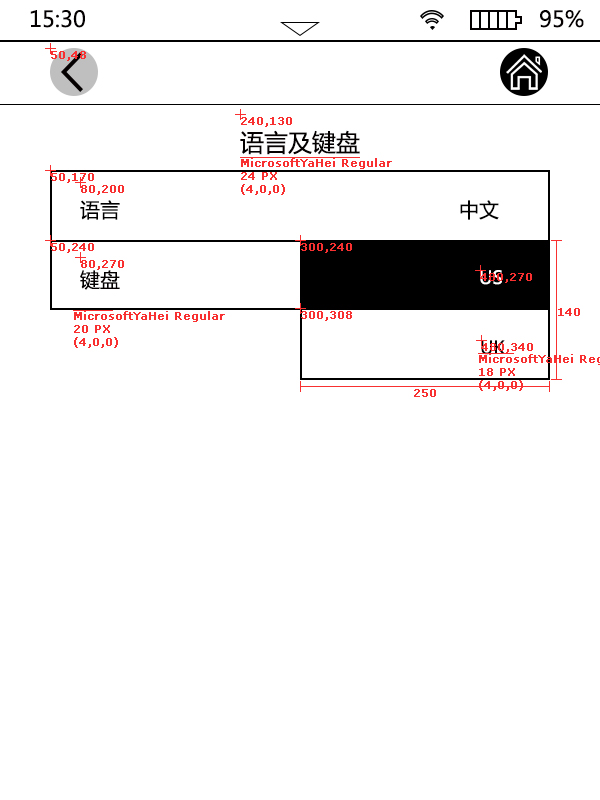 15:30 95%
50,48
240,130
语言及键盘
MicrosoftYaHei Regular
24 PX
(4,0,0)
50,170
80,200
语言 中文
50,240 300,240
80,270
键盘 US 480,270
300,308
MicrosoftYaHei Regular
20 PX
(4,0,0)
140
UK 480,340
MicrosoftYaHei Reg
18 PX
(4,0,0)
250